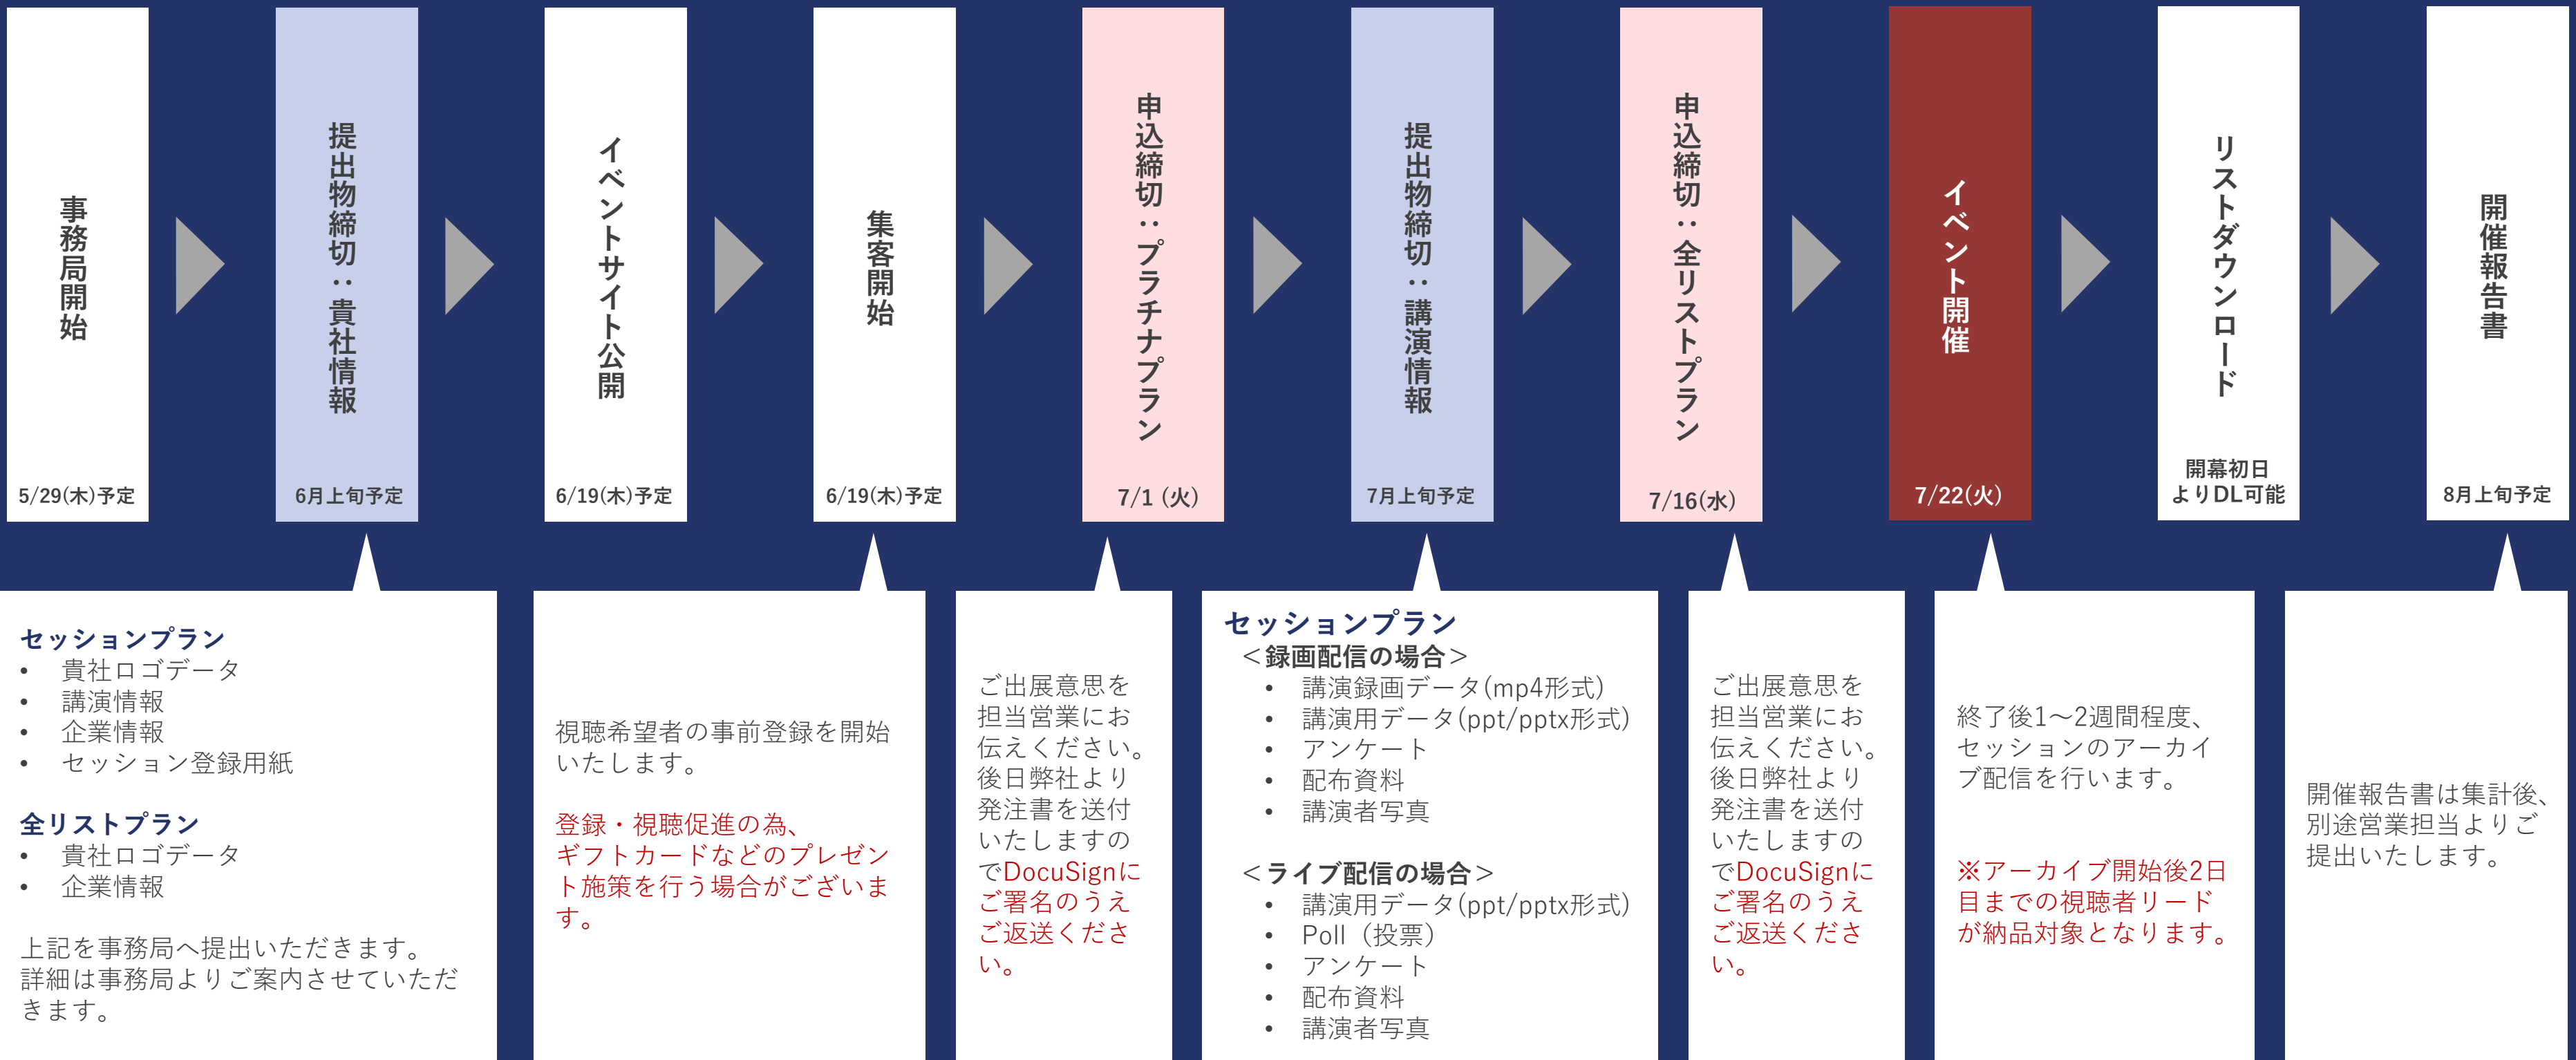 事務局開始
5/29(木)予定
提出物締切：貴社情報
6月上旬予定
イベントサイト公開
6/19(木)予定
集客開始
6/19(木)予定
申込締切：プラチナプラン
7/1 (火)
提出物締切：講演情報
7月上旬予定
申込締切：全リストプラン
7/16(水)
イベント開催
7/22(火)
リストダウンロード
開幕初日
よりDL可能
開催報告書
8月上旬予定
セッションプラン
• 貴社ロゴデータ
• 講演情報
• 企業情報
• セッション登録用紙
全リストプラン
• 貴社ロゴデータ
• 企業情報
上記を事務局へ提出いただきます。
詳細は事務局よりご案内させていただ
きます。
視聴希望者の事前登録を開始
いたします。
登録・視聴促進の為、
ギフトカードなどのプレゼン
ト施策を行う場合がございま
す。
ご出展意思を
担当営業にお
伝えください。
後日弊社より
発注書を送付
いたしますの
でDocuSignに
ご署名のうえ
ご返送くださ
い。
セッションプラン
＜録画配信の場合＞
• 講演録画データ(mp4形式)
• 講演用データ(ppt/pptx形式)
• アンケート
• 配布資料
• 講演者写真
＜ライブ配信の場合＞
• 講演用データ(ppt/pptx形式)
• Poll（投票）
• アンケート
• 配布資料
• 講演者写真
ご出展意思を
担当営業にお
伝えください。
後日弊社より
発注書を送付
いたしますの
でDocuSignに
ご署名のうえ
ご返送くださ
い。
終了後1～2週間程度、
セッションのアーカイ
ブ配信を行います。
※アーカイブ開始後2日
目までの視聴者リード
が納品対象となります。
開催報告書は集計後、
別途営業担当よりご
提出いたします。